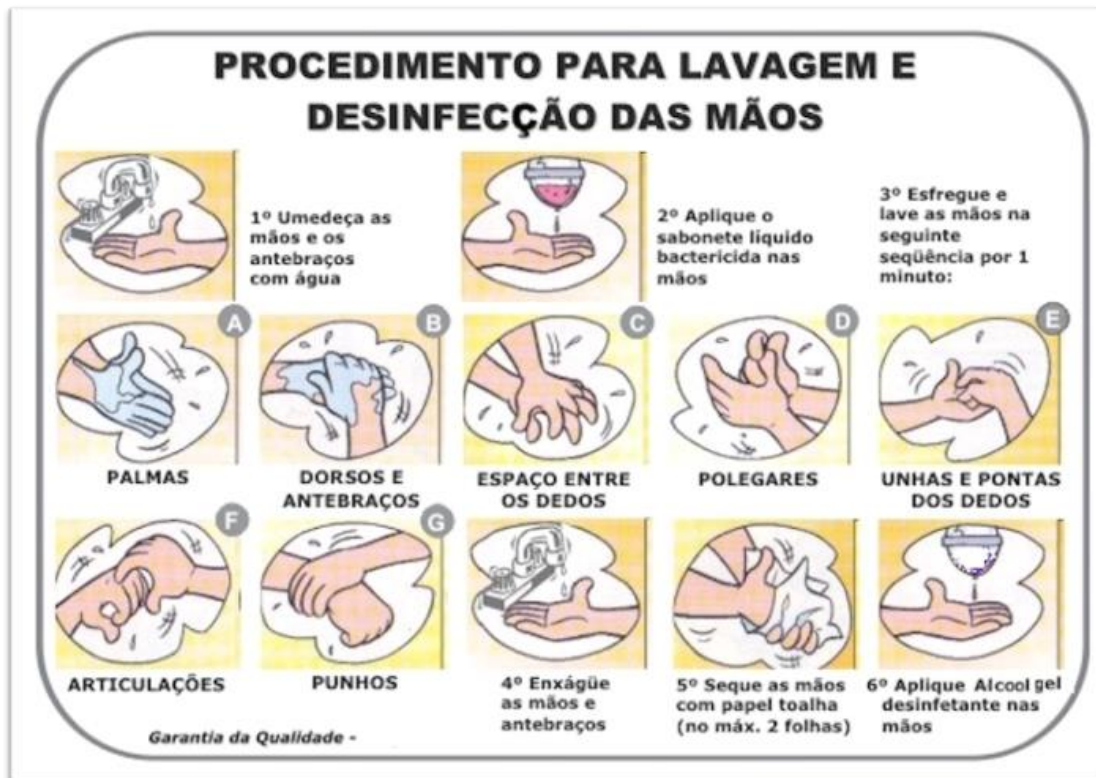 PROCEDIMENTO PARA LAVAGEM E
DESINFECÇÃO DAS MÃOS
1º Umedeça as
mãos e os
antebraços
com água
2º Aplique o
sabonete líquido
bactericida nas
mãos
3º Esfregue e
lave as mãos na
seguinte
seqüência por 1
minuto:
A
PALMAS
B
DORSOS E
ANTEBRAÇOS
C
ESPAÇO ENTRE
OS DEDOS
D
POLEGARES
E
UNHAS E PONTAS
DOS DEDOS
F
ARTICULAÇÕES
G
PUNHOS
4º Enxágüe
as mãos e
antebraços
5º Seque as mãos
com papel toalha
(no máx. 2 folhas)
6º Aplique Alcool gel
desinfetante nas
mãos
Garantia da Qualidade -